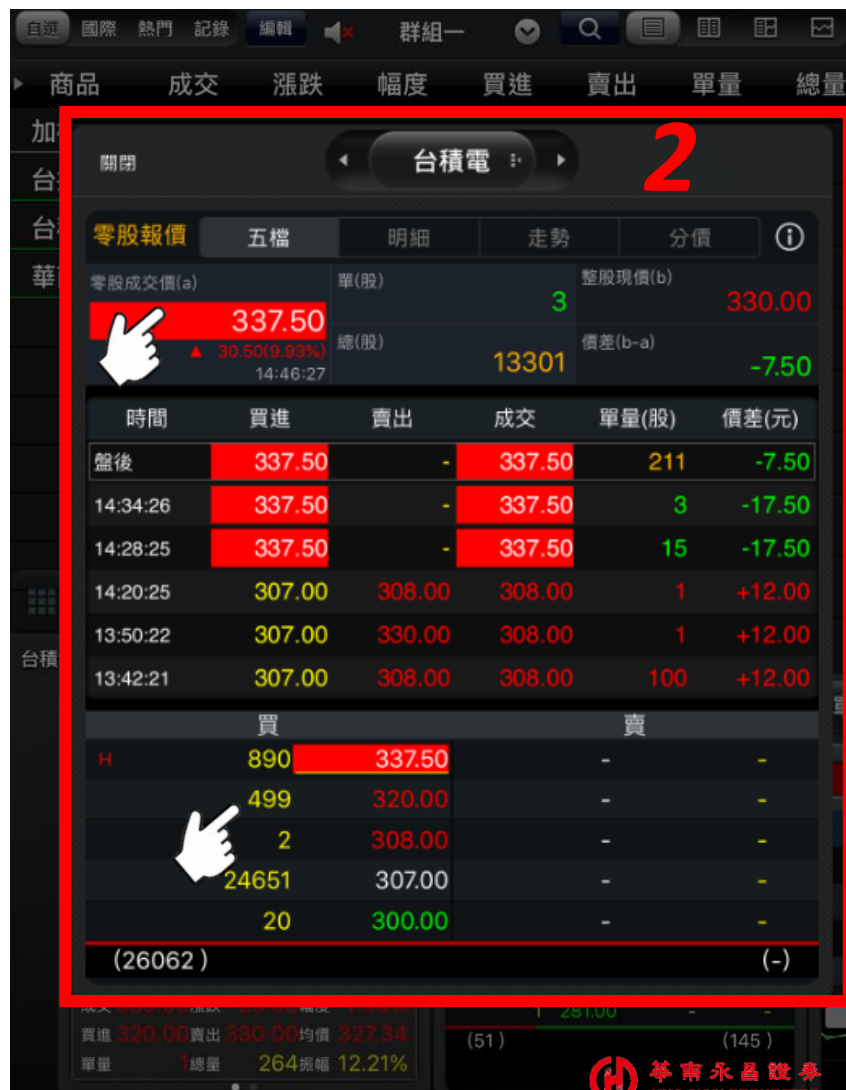 自選 國際 熱門 記錄 編輯 群組一
商品 成交 漲跌 幅度 買進 賣出 單量 總量
2
關閉 台積電
零股報價 五檔 明細 走勢 分價
零股成交價(a) 單(股) 整股現價(b)
337.50 3 330.00
▲ 30.50(9.93%) 總(股) 價差(b-a)
14:46:27 13301 -7.50
時間 買進 賣出 成交 單量(股) 價差(元)
盤後 337.50 - 337.50 211 -7.50
14:34:26 337.50 - 337.50 3 -17.50
14:28:25 337.50 - 337.50 15 -17.50
14:20:25 307.00 308.00 308.00 1 +12.00
13:50:22 307.00 330.00 308.00 1 +12.00
13:42:21 307.00 308.00 308.00 100 +12.00
買 賣
H 890 337.50 - -
499 320.00 - -
2 308.00 - -
24651 307.00 - -
20 300.00 - -
(26062) (-)
281.00 - -
買進 320.00 賣出 330.00 均價 327.34 (51) (145)
單量 1 總量 264 振幅 12.21%
華南永昌證券